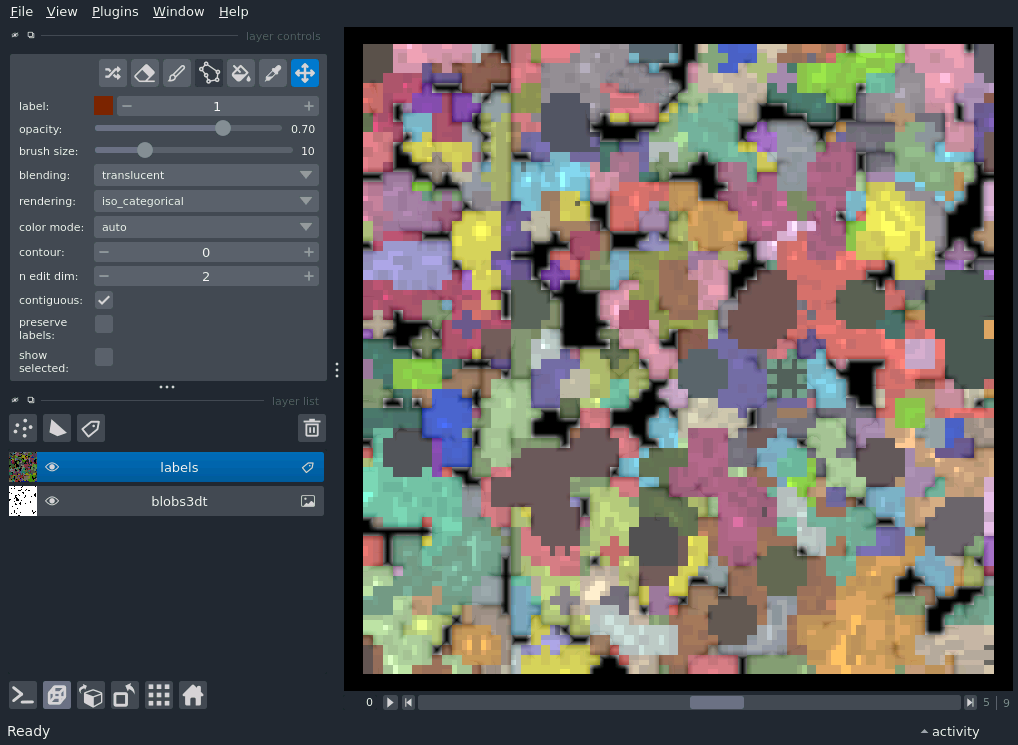 File View Plugins Window Help
layer controls
label: 1
opacity: 0.70
brush size: 10
blending: translucent
rendering: iso_categorical
color mode: auto
contour: 0
n edit dim: 2
contiguous:
preserve
labels:
show
selected:
layer list
labels
blobs3dt
0 5 | 9
Ready
activity